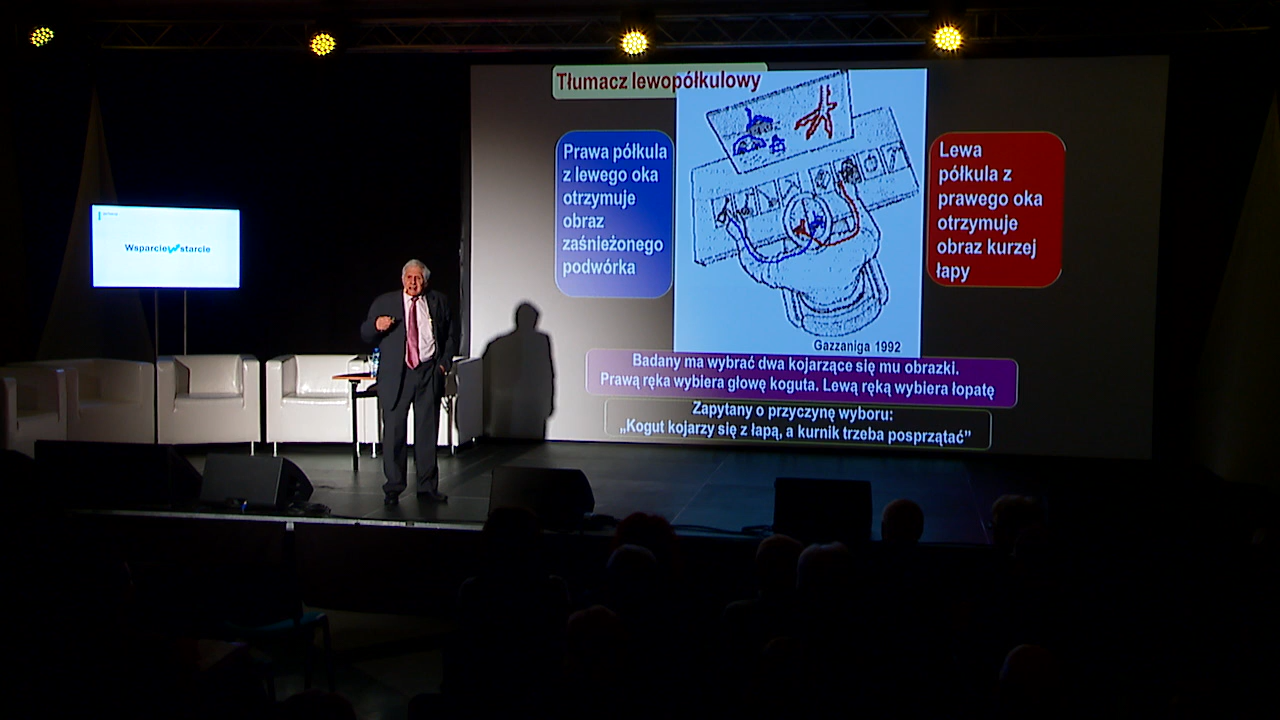 Tłumacz lewopółkulowy
Prawa półkula
z lewego oka
otrzymuje
obraz
zaśnieżonego
podwórka
Lewa
półkula z
prawego oka
otrzymuje
obraz kurzej
łapy
Gazzaniga 1992
Badany ma wybrać dwa kojarzące się mu obrazki.
Prawą ręka wybiera głowę koguta. Lewą ręką wybiera łopatę
Zapytany o przyczynę wyboru:
„Kogut kojarzy się z łapą, a kurnik trzeba posprzątać”
Wsparcie starcie